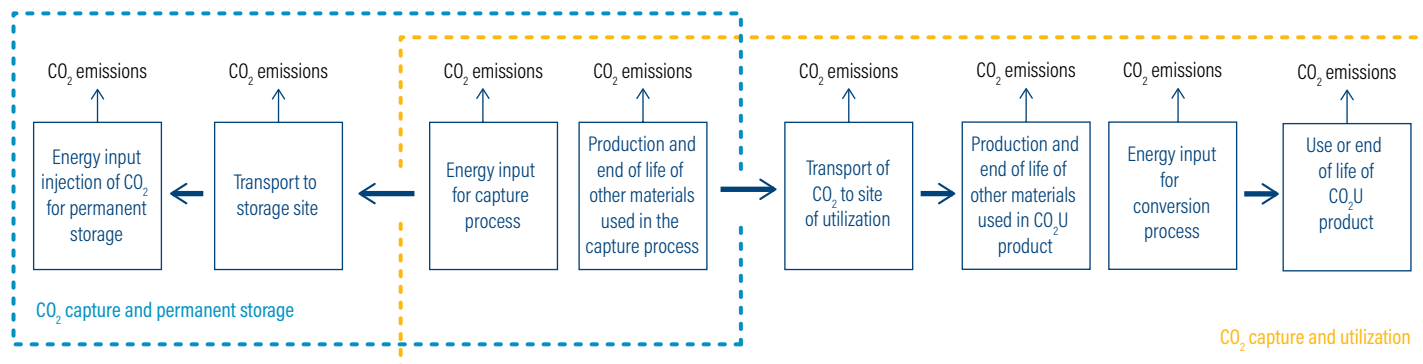 CO₂ emissions
CO₂ emissions
CO₂ emissions
CO₂ emissions
CO₂ emissions
CO₂ emissions
CO₂ emissions
CO₂ emissions
Energy input
injection of CO₂
for permanent
storage
Transport to
storage site
Energy input
for capture
process
Production and
end of life of
other materials
used in the
capture process
Transport of
CO₂ to site
of utilization
Production and
end of life of
other materials
used in CO₂U
product
Energy input
for
conversion
process
Use or end
of life of
CO₂U
product
CO₂ capture and permanent storage
CO₂ capture and utilization